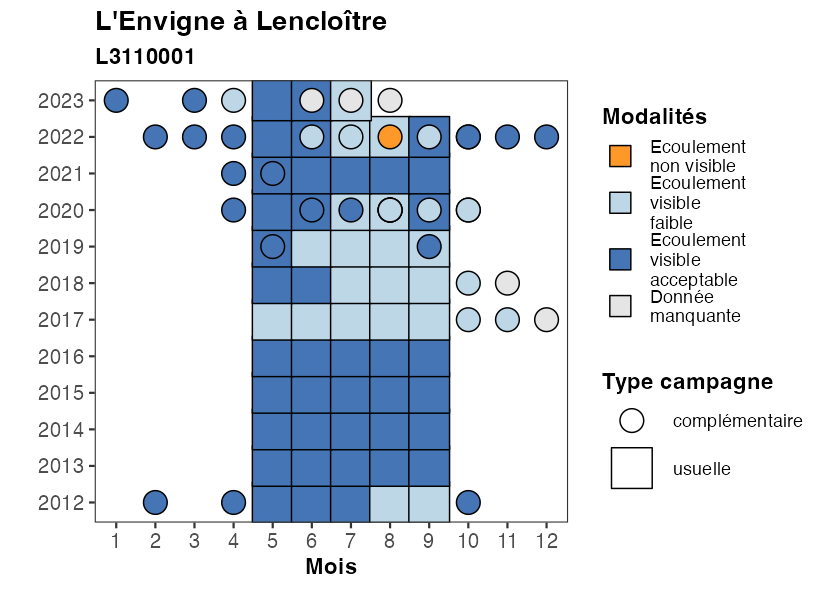 L'Envigne à Lencloître
L3110001
2023
2022
2021
2020
2019
2018
2017
2016
2015
2014
2013
2012
1 2 3 4 5 6 7 8 9 10 11 12
Mois
Modalités
Ecoulement
non visible
Ecoulement
visible
faible
Ecoulement
visible
acceptable
Donnée
manquante
Type campagne
complémentaire
usuelle